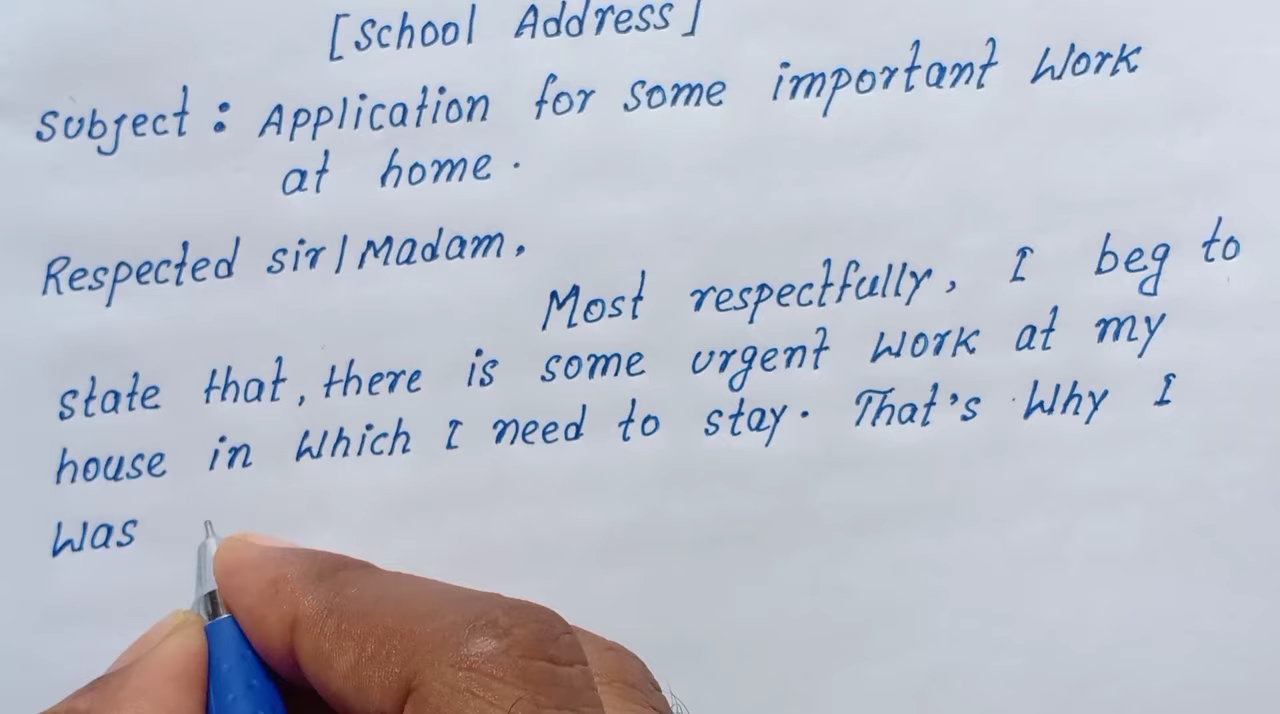 [School Address]
Subject : Application for some important Work
at home.
Respected sir/Madam,
Most respectfully, I beg to
state that, there is some urgent work at my
house in which I need to stay. That's Why I
Was